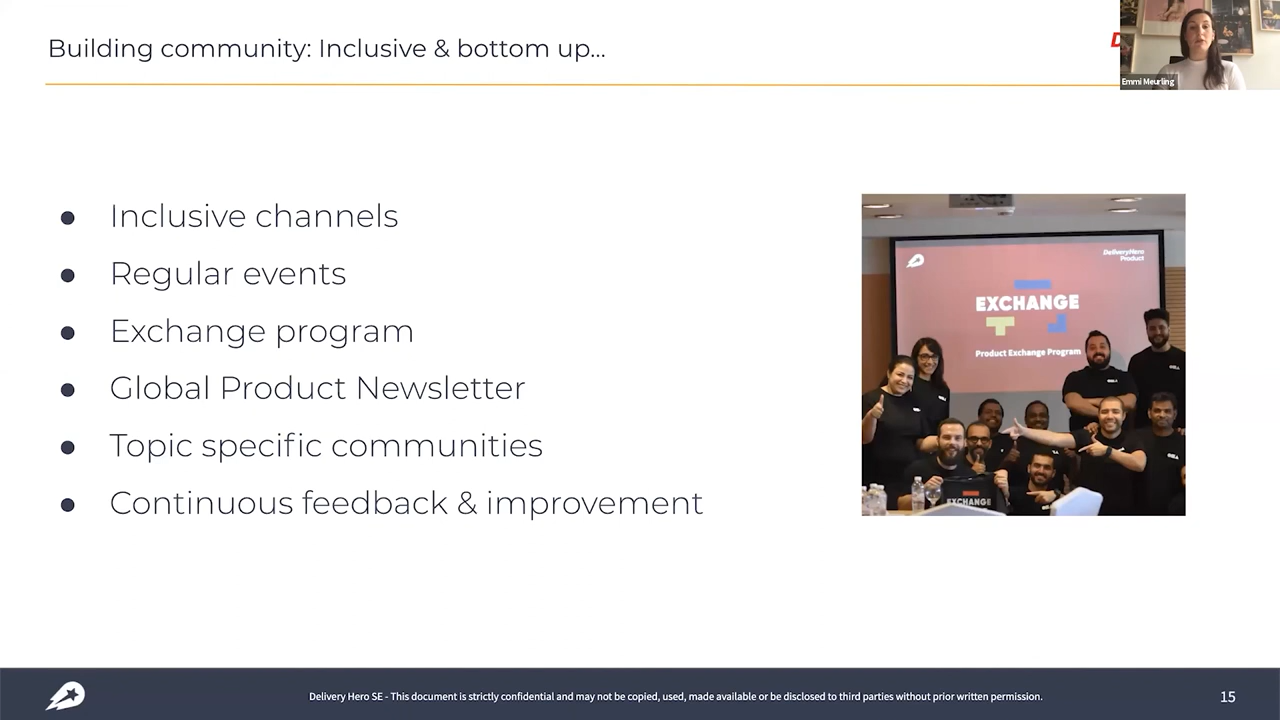 Building community: Inclusive & bottom up...
D
Emmi Meurling
● Inclusive channels
● Regular events
● Exchange program
● Global Product Newsletter
● Topic specific communities
● Continuous feedback & improvement
DeliveryHero
Product
EXCHANGE
Product Exchange Program
EXCHANGE
Delivery Hero SE - This document is strictly confidential and may not be copied, used, made available or be disclosed to third parties without prior written permission.
15